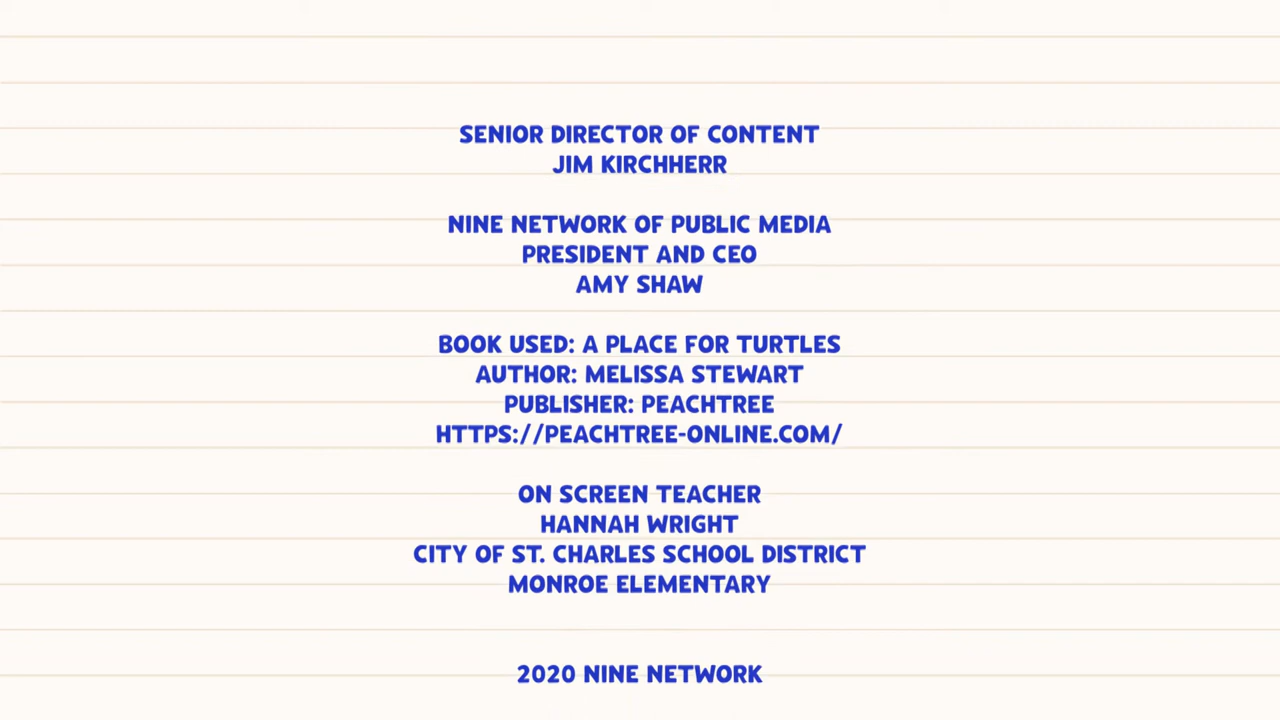 SENIOR DIRECTOR OF CONTENT
JIM KIRCHHERR
NINE NETWORK OF PUBLIC MEDIA
PRESIDENT AND CEO
AMY SHAW
BOOK USED: A PLACE FOR TURTLES
AUTHOR: MELISSA STEWART
PUBLISHER: PEACHTREE
HTTPS://PEACHTREE-ONLINE.COM/
ON SCREEN TEACHER
HANNAH WRIGHT
CITY OF ST. CHARLES SCHOOL DISTRICT
MONROE ELEMENTARY
2020 NINE NETWORK